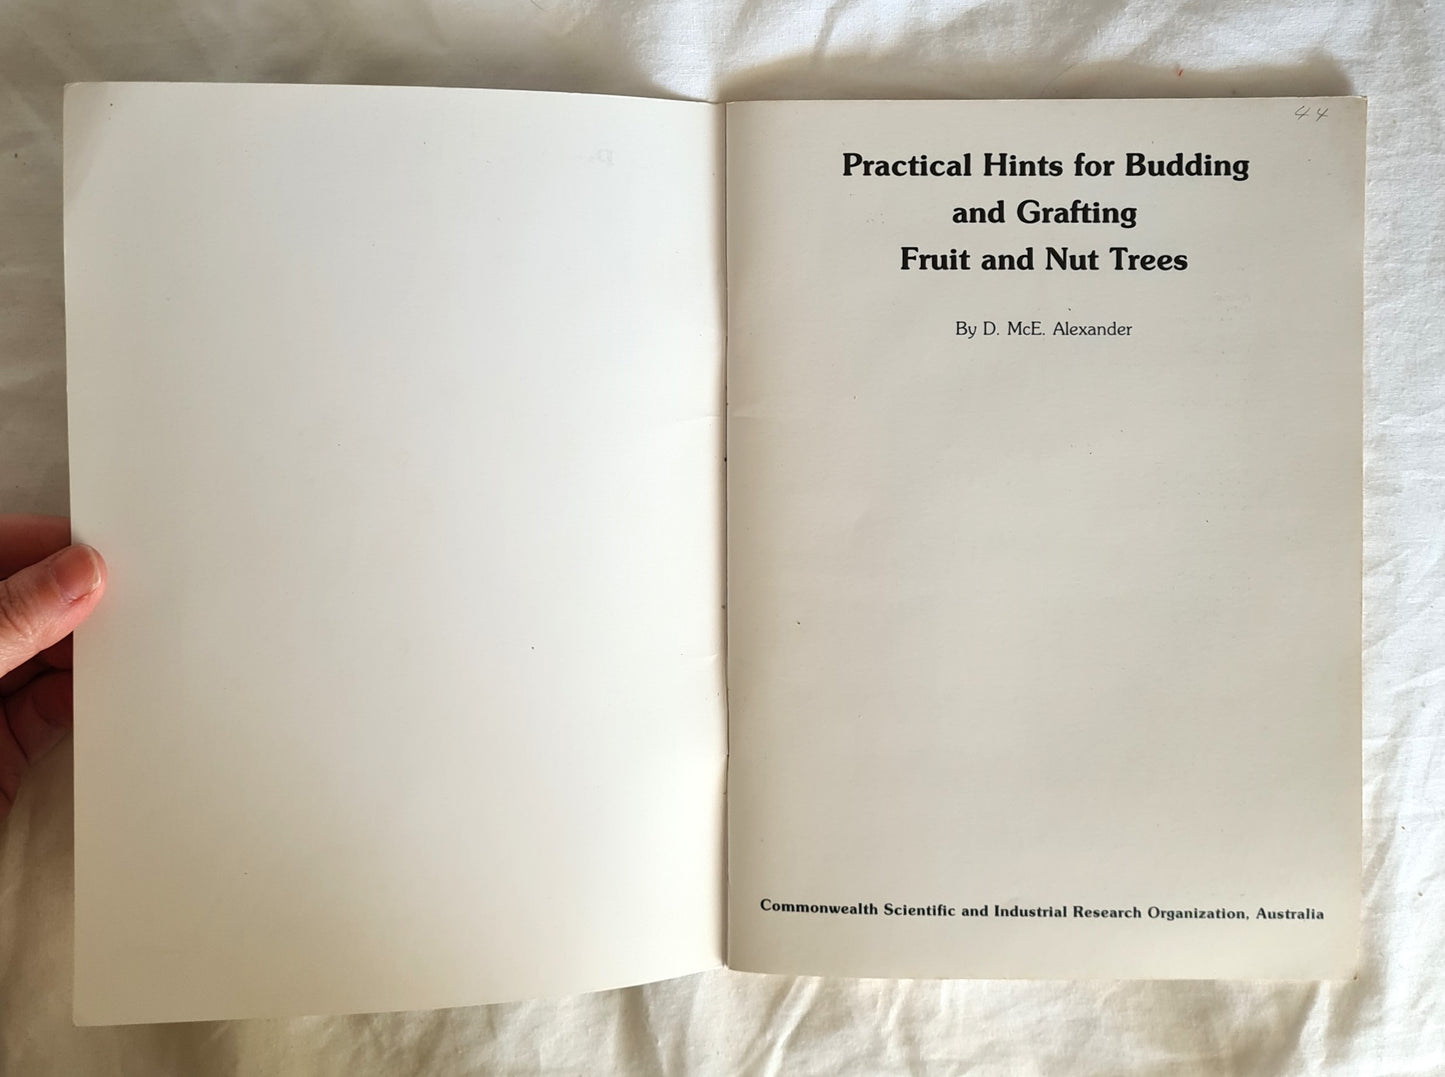 44
Practical Hints for Budding
and Grafting
Fruit and Nut Trees
By D. McE. Alexander
Commonwealth Scientific and Industrial Research Organization, Australia